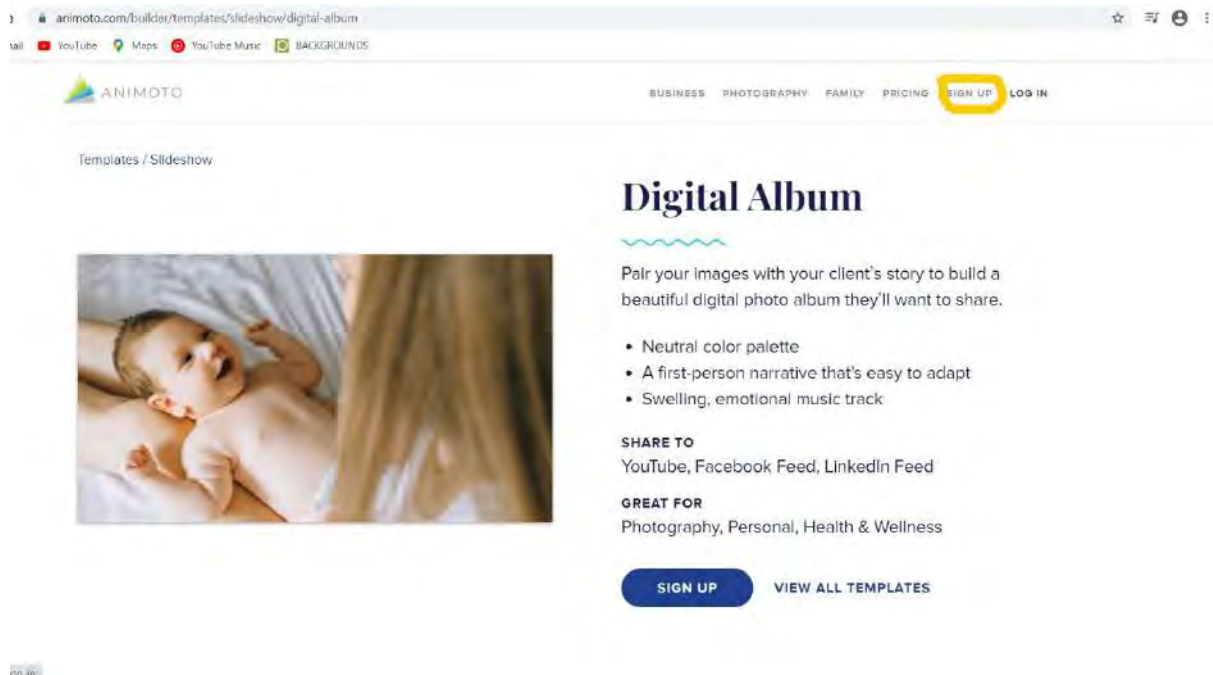 animoto.com/builder/templates/slideshow/digital-album
YouTube Maps YouTube Music BACKGROUNDS
ANIMOTO BUSINESS PHOTOGRAPHY FAMILY PRICING SIGN UP LOG IN
Templates / Slideshow
Digital Album
Pair your images with your client's story to build a
beautiful digital photo album they'll want to share.
• Neutral color palette
• A first-person narrative that's easy to adapt
• Swelling, emotional music track
SHARE TO
YouTube, Facebook Feed, LinkedIn Feed
GREAT FOR
Photography, Personal, Health & Wellness
SIGN UP VIEW ALL TEMPLATES